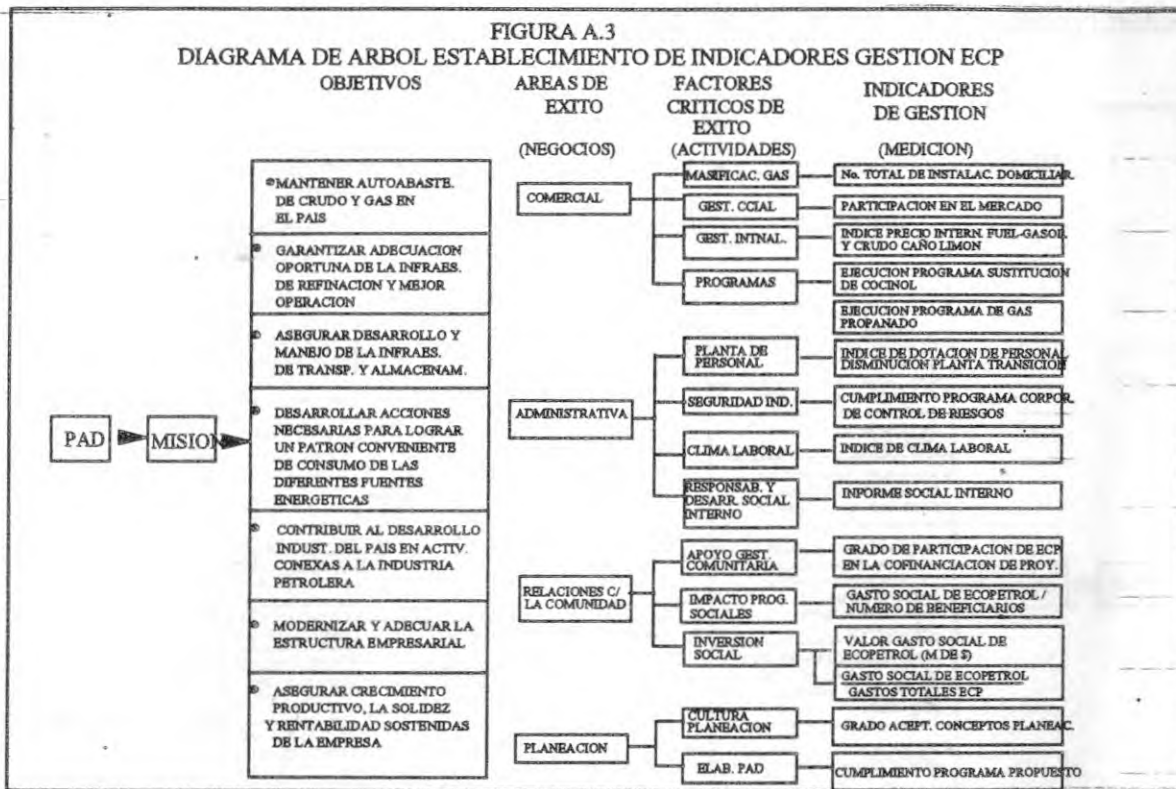 FIGURA A.3
DIAGRAMA DE ARBOL ESTABLECIMIENTO DE INDICADORES GESTION ECP
OBJETIVOS
AREAS DE
EXITO
(NEGOCIOS)
FACTORES
CRITICOS DE
EXITO
(ACTIVIDADES)
INDICADORES
DE GESTION
(MEDICION)
PAD
MISION
MANTENER AUTOABASTE.
DE CRUDO Y GAS EN
EL PAIS
GARANTIZAR ADECUACION
OPORTUNA DE LA INFRAES.
DE REFINACION Y MEJOR
OPERACION
ASEGURAR DESARROLLO Y
MANEJO DE LA INFRAES.
DE TRANSP. Y ALMACENAM.
DESARROLLAR ACCIONES
NECESARIAS PARA LOGRAR
UN PATRON CONVENIENTE
DE CONSUMO DE LAS
DIFERENTES FUENTES
ENERGETICAS
CONTRIBUIR AL DESARROLLO
INDUST. DEL PAIS EN ACTIV.
CONEXAS A LA INDUSTRIA
PETROLERA
MODERNIZAR Y ADECUAR LA
ESTRUCTURA EMPRESARIAL
ASEGURAR CRECIMIENTO
PRODUCTIVO, LA SOLIDEZ
Y RENTABILIDAD SOSTENIDAS
DE LA EMPRESA
COMERCIAL
MASIFICAC. GAS
No. TOTAL DE INSTALAC. DOMICILIAR.
GEST. CCIAL
PARTICIPACION EN EL MERCADO
GEST. INTNAL.
INDICE PRECIO INTERN. FUEL-GASOL.
Y CRUDO CAÑO LIMON
PROGRAMAS
EJECUCION PROGRAMA SUSTITUCION
DE COCINOL
EJECUCION PROGRAMA DE GAS
PROPANADO
ADMINISTRATIVA
PLANTA DE
PERSONAL
INDICE DE DOTACION DE PERSONAL
DISMINUCION PLANTA TRANSICION
SEGURIDAD IND.
CUMPLIMIENTO PROGRAMA CORPOR.
DE CONTROL DE RIESGOS
CLIMA LABORAL
INDICE DE CLIMA LABORAL
RESPONSAB. Y
DESARR. SOCIAL
INTERNO
INFORME SOCIAL INTERNO
RELACIONES C/
LA COMUNIDAD
APOYO GEST.
COMUNITARIA
GRADO DE PARTICIPACION DE ECP
EN LA COFINANCIACION DE PROY.
IMPACTO PROG.
SOCIALES
GASTO SOCIAL DE ECOPETROL /
NUMERO DE BENEFICIARIOS
INVERSION
SOCIAL
VALOR GASTO SOCIAL DE
ECOPETROL (M DE $)
GASTO SOCIAL DE ECOPETROL
GASTOS TOTALES ECP
PLANEACION
CULTURA
PLANEACION
GRADO ACEPT. CONCEPTOS PLANEAC.
ELAB. PAD
CUMPLIMIENTO PROGRAMA PROPUESTO